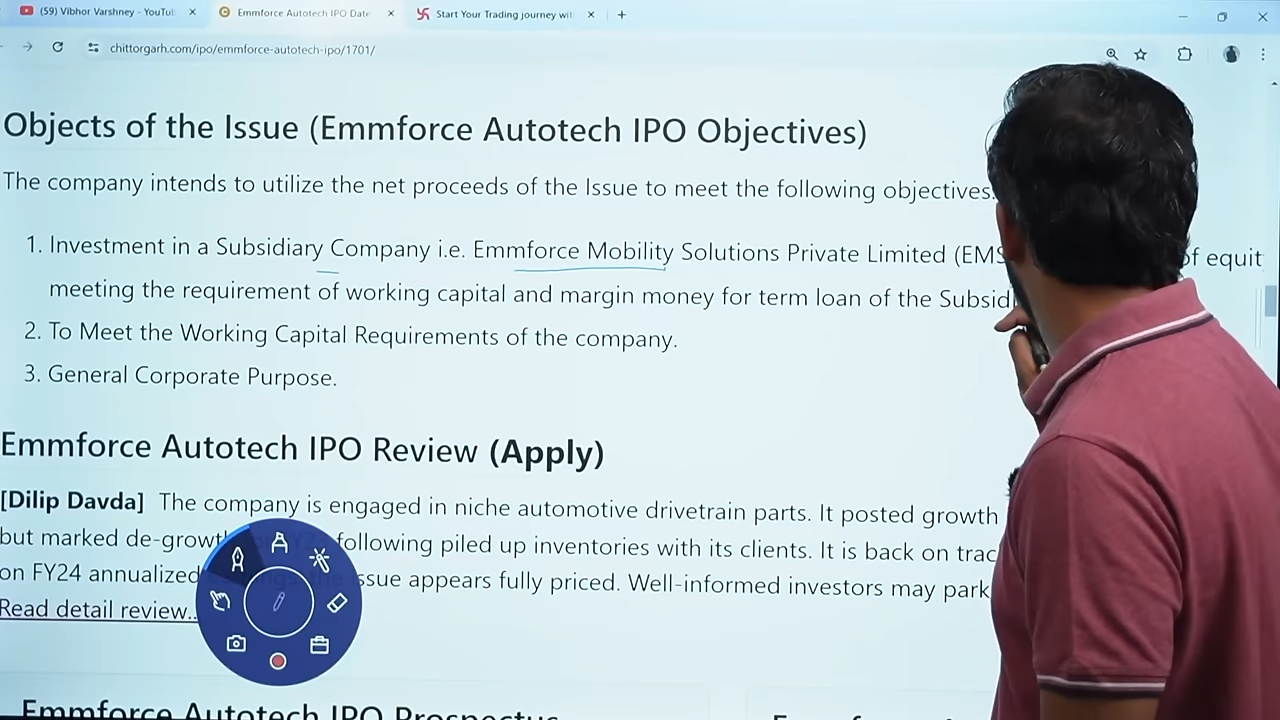 (59) Vibhor Varshney - YouTu
Emmforce Autotech IPO Date
Start Your Trading journey wi
chittorgarh.com/ipo/emmforce-autotech-ipo/1701/
Objects of the Issue (Emmforce Autotech IPO Objectives)
The company intends to utilize the net proceeds of the Issue to meet the following objectives.
1. Investment in a Subsidiary Company i.e. Emmforce Mobility Solutions Private Limited (EMS of equit
meeting the requirement of working capital and margin money for term loan of the Subsid
2. To Meet the Working Capital Requirements of the company.
3. General Corporate Purpose.
Emmforce Autotech IPO Review (Apply)
[Dilip Davda] The company is engaged in niche automotive drivetrain parts. It posted growth
but marked de-growt following piled up inventories with its clients. It is back on trac
on FY24 annualized issue appears fully priced. Well-informed investors may park
Read detail review..
Emmforce Autotech IPO Prospectus